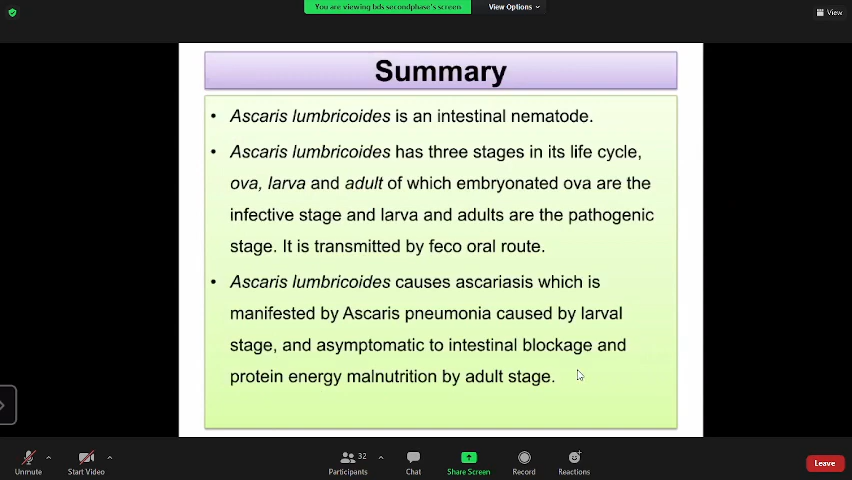 You are viewing bds secondphase's screen
View Options
View
Summary
• Ascaris lumbricoides is an intestinal nematode.
• Ascaris lumbricoides has three stages in its life cycle,
ova, larva and adult of which embryonated ova are the
infective stage and larva and adults are the pathogenic
stage. It is transmitted by feco oral route.
• Ascaris lumbricoides causes ascariasis which is
manifested by Ascaris pneumonia caused by larval
stage, and asymptomatic to intestinal blockage and
protein energy malnutrition by adult stage.
32
Unmute
Start Video
Participants
Chat
Share Screen
Record
Reactions
Leave